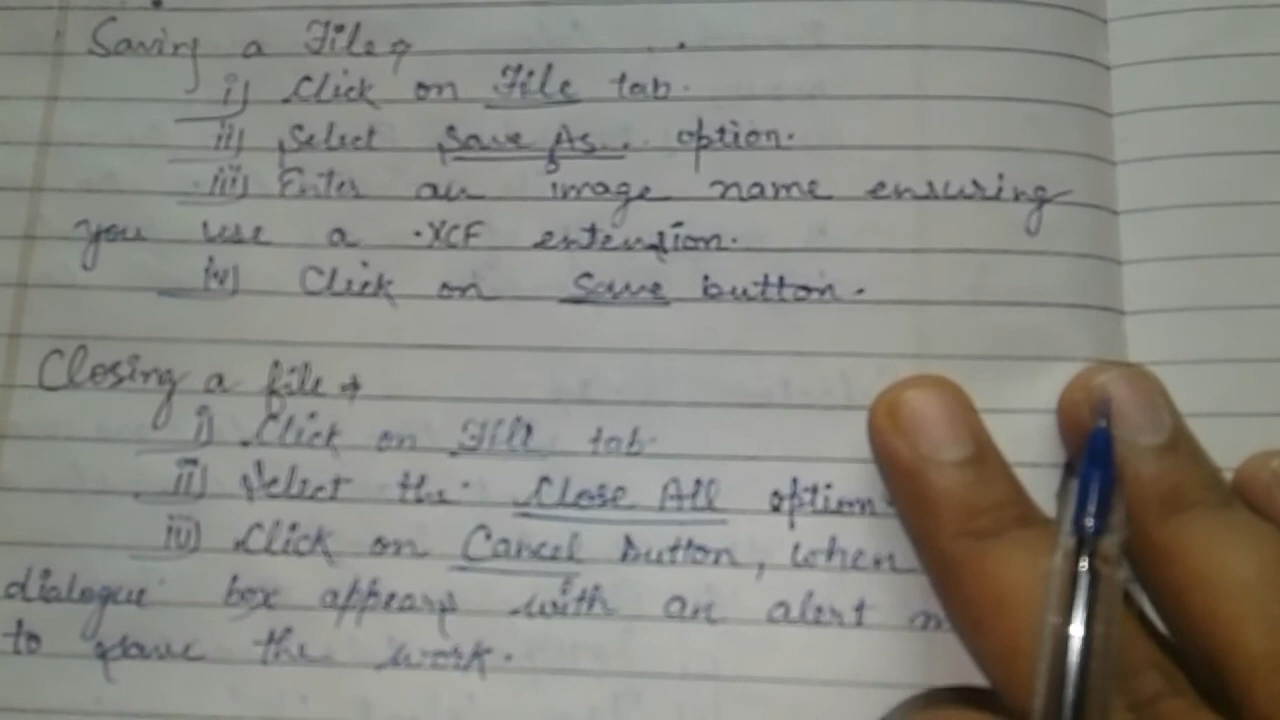 Saving a File →
i) Click on File tab.
ii) Select Save As... option.
iii) Enter an image name ensuring
you use a .XCF extension.
iv) Click on Save button.
Closing a file →
i) Click on File tab.
ii) Select the Close All option
iii) Click on Cancel button, when
dialogue box appears with an alert
to save the work.